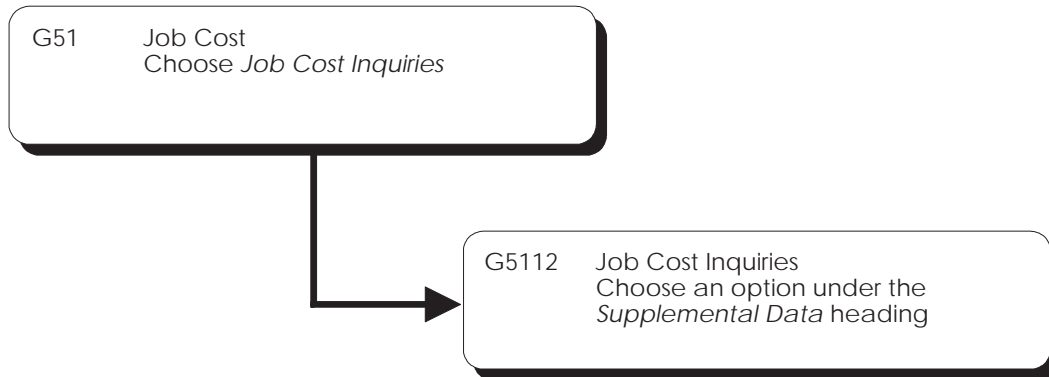 G51 Job Cost
Choose Job Cost Inquiries
G5112 Job Cost Inquiries
Choose an option under the
Supplemental Data heading